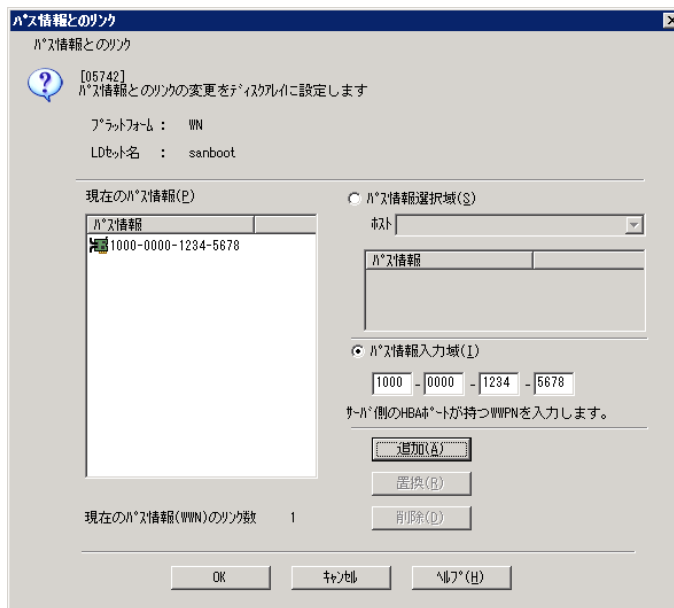 ﾊﾟｽ情報とのﾘﾝｸ
ﾊﾟｽ情報とのﾘﾝｸ
[05742]
ﾊﾟｽ情報とのﾘﾝｸの変更をﾃﾞｨｽｸｱﾚｲに設定します
ﾌﾟﾗｯﾄﾌｫｰﾑ : WN
LDｾｯﾄ名 : sanboot
現在のﾊﾟｽ情報(P)
ﾊﾟｽ情報
1000-0000-1234-5678
現在のﾊﾟｽ情報(WWN)のﾘﾝｸ数 1
ﾊﾟｽ情報選択域(S)
ﾎｽﾄ
ﾊﾟｽ情報
ﾊﾟｽ情報入力域(I)
1000 - 0000 - 1234 - 5678
ｻｰﾊﾞ側のHBAﾎﾟｰﾄが持つWWPNを入力します。
追加(A)
置換(R)
削除(D)
OK ｷｬﾝｾﾙ ﾍﾙﾌﾟ(H)